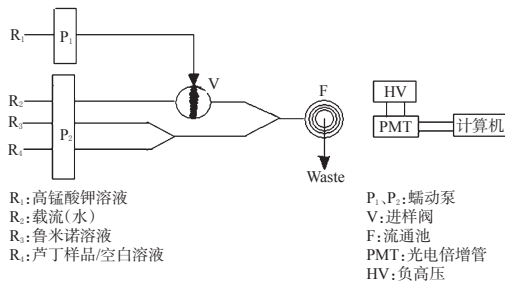 R₁
P₁
R₂
R₃
R₄
P₂
V
F
Waste
HV
PMT
计算机
R₁:高锰酸钾溶液
R₂:载流(水)
R₃:鲁米诺溶液
R₄:芦丁样品/空白溶液
P₁、P₂:蠕动泵
V:进样阀
F:流通池
PMT:光电倍增管
HV:负高压